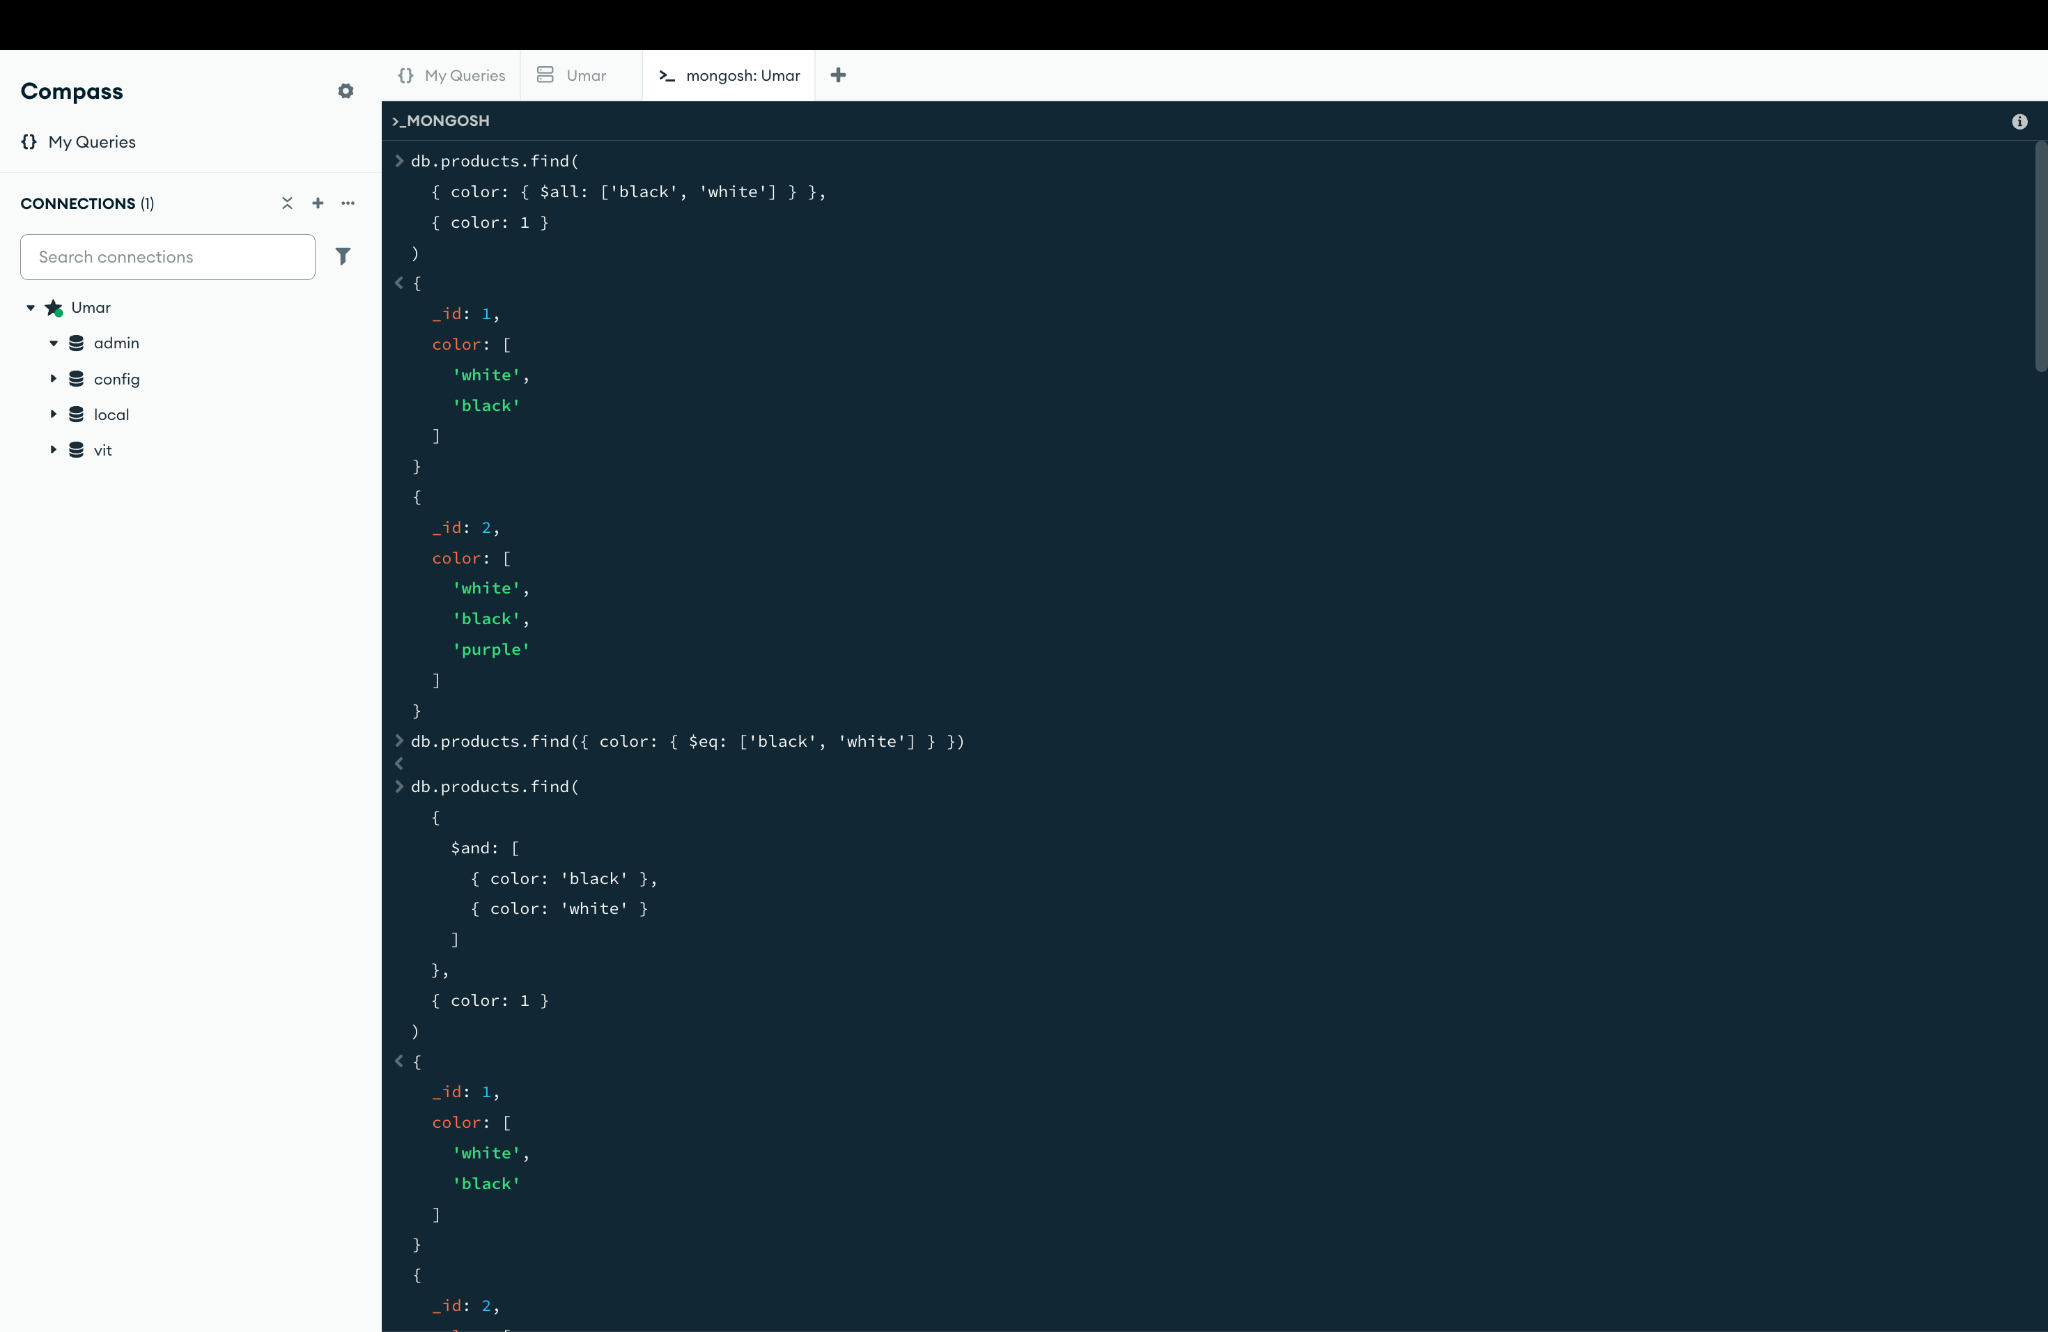 Compass
{} My Queries
CONNECTIONS (1)
Search connections
Umar
admin
config
local
vit
{} My Queries
Umar
>_ mongosh: Umar
>_MONGOSH
db.products.find(
{ color: { $all: ['black', 'white'] } },
{ color: 1 }
)
{
_id: 1,
color: [
'white',
'black'
]
}
{
_id: 2,
color: [
'white',
'black',
'purple'
]
}
db.products.find({ color: { $eq: ['black', 'white'] } })
db.products.find(
{
$and: [
{ color: 'black' },
{ color: 'white' }
]
},
{ color: 1 }
)
{
_id: 1,
color: [
'white',
'black'
]
}
{
_id: 2,